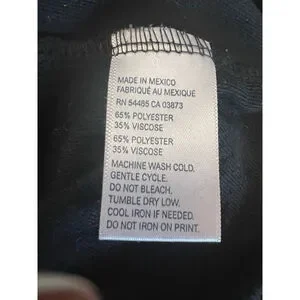 MADE IN MEXICO
FABRIQUÉ AU MEXIQUE
RN 54485 CA 03873
65% POLYESTER
35% VISCOSE
65% POLYESTER
35% VISCOSE
MACHINE WASH COLD.
GENTLE CYCLE.
DO NOT BLEACH.
TUMBLE DRY LOW.
COOL IRON IF NEEDED.
DO NOT IRON ON PRINT.